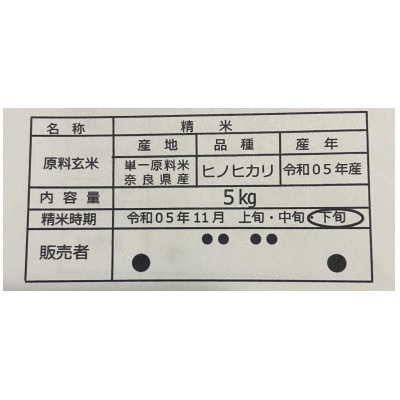 名称 精米
原料玄米 産地 品種 産年
単一原料米 ヒノヒカリ 令和05年産
奈良県産
内容量 5kg
精米時期 令和05年11月 上旬・中旬・下旬
販売者